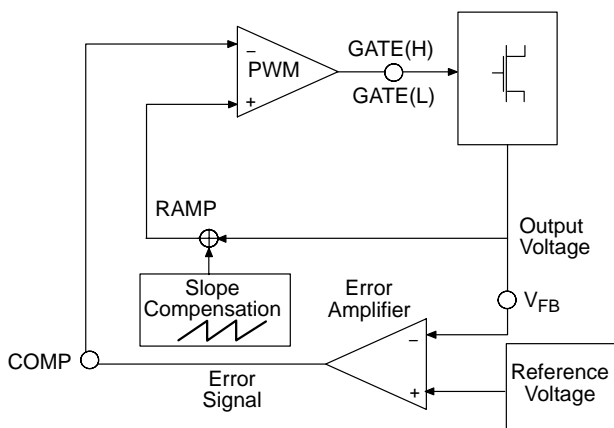 GATE(H)
−
PWM
+
GATE(L)
RAMP
Output
Voltage
Slope
Compensation
Error
Amplifier
VFB
−
COMP
Error
Signal
+
Reference
Voltage